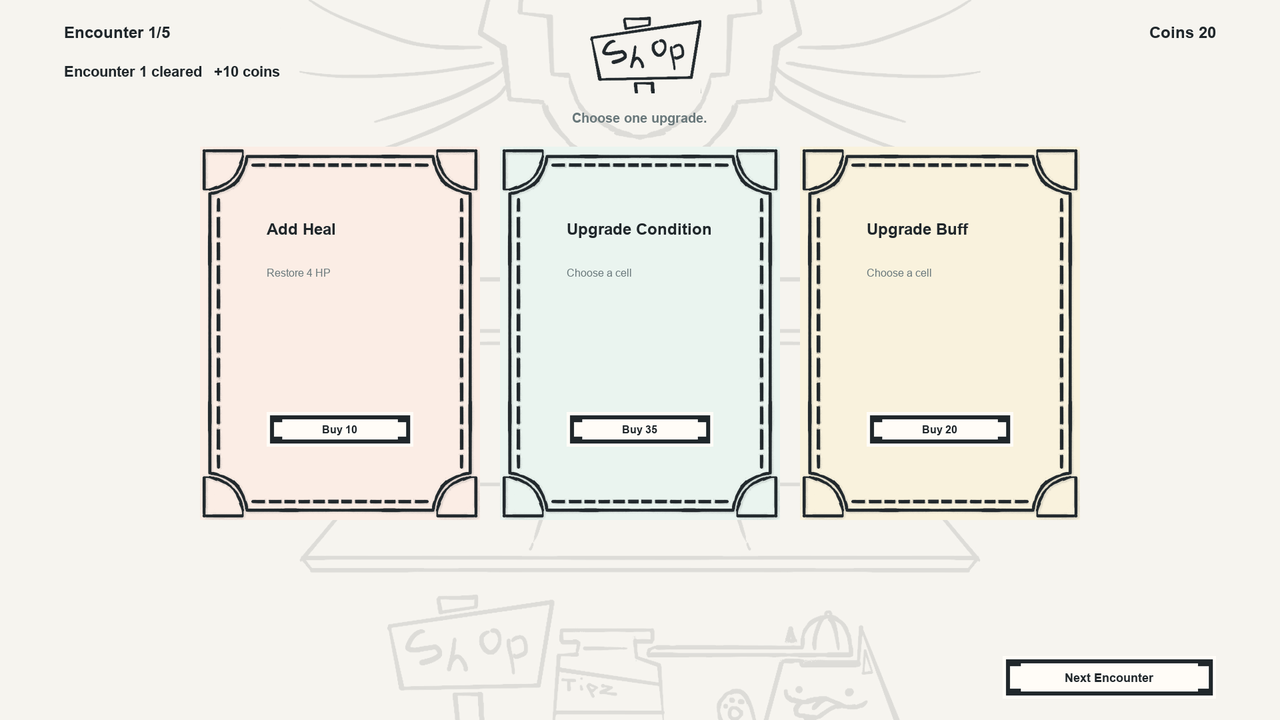 Encounter 1/5
Coins 20
Shop
Encounter 1 cleared   +10 coins
Choose one upgrade.
Add Heal
Restore 4 HP
Buy 10
Upgrade Condition
Choose a cell
Buy 35
Upgrade Buff
Choose a cell
Buy 20
Shop
Tipz
Next Encounter